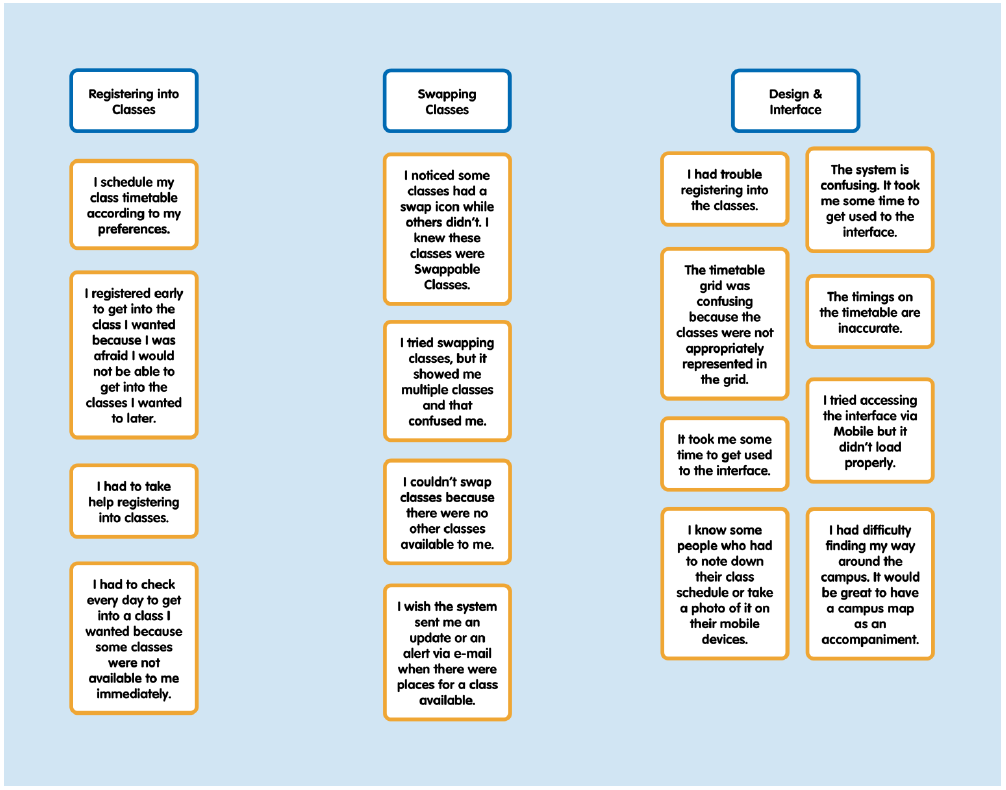 Registering into
Classes
I schedule my
class timetable
according to my
preferences.
I registered early
to get into the
class I wanted
because I was
afraid I would
not be able to
get into the
classes I wanted
to later.
I had to take
help registering
into classes.
I had to check
every day to get
into a class I
wanted because
some classes
were not
available to me
immediately.
Swapping
Classes
I noticed some
classes had a
swap icon while
others didn't. I
knew these
classes were
Swappable
Classes.
I tried swapping
classes, but it
showed me
multiple classes
and that
confused me.
I couldn't swap
classes because
there were no
other classes
available to me.
I wish the system
sent me an
update or an
alert via e-mail
when there were
places for a class
available.
Design &
Interface
I had trouble
registering into
the classes.
The timetable
grid was
confusing
because the
classes were not
appropriately
represented in
the grid.
It took me some
time to get used
to the interface.
I know some
people who had
to note down
their class
schedule or take
a photo of it on
their mobile
devices.
The system is
confusing. It took
me some time to
get used to the
interface.
The timings on
the timetable are
inaccurate.
I tried accessing
the interface via
Mobile but it
didn't load
properly.
I had difficulty
finding my way
around the
campus. It would
be great to have
a campus map
as an
accompaniment.